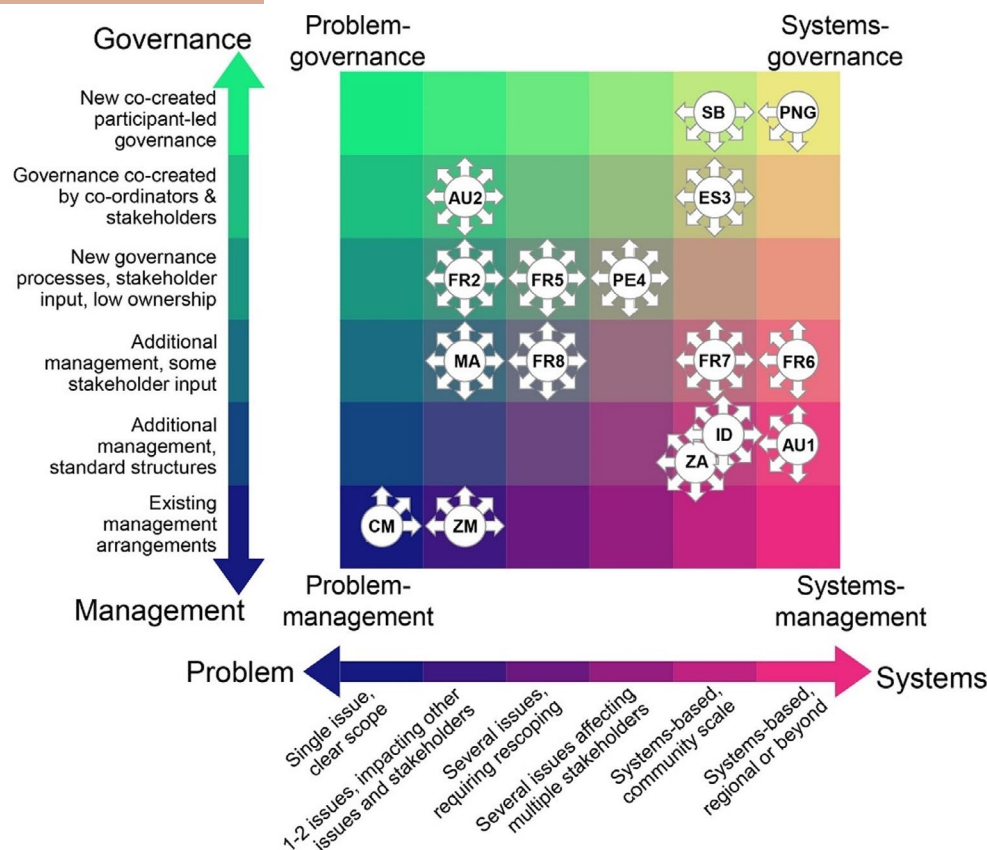 Governance
Problem-
governance
Systems-
governance
New co-created
participant-led
governance
SB
PNG
Governance co-created
by co-ordinators &
stakeholders
AU2
ES3
New governance
processes, stakeholder
input, low ownership
FR2
FR5
PE4
Additional
management, some
stakeholder input
MA
FR8
FR7
FR6
Additional
management,
standard structures
ID
ZA
AU1
Existing
management
arrangements
CM
ZM
Management
Problem-
management
Systems-
management
Problem
Systems
Single issue,
clear scope
1-2 issues, impacting other
issues and stakeholders
Several issues,
requiring rescoping
Several issues affecting
multiple stakeholders
Systems-based,
community scale
Systems-based,
regional or beyond